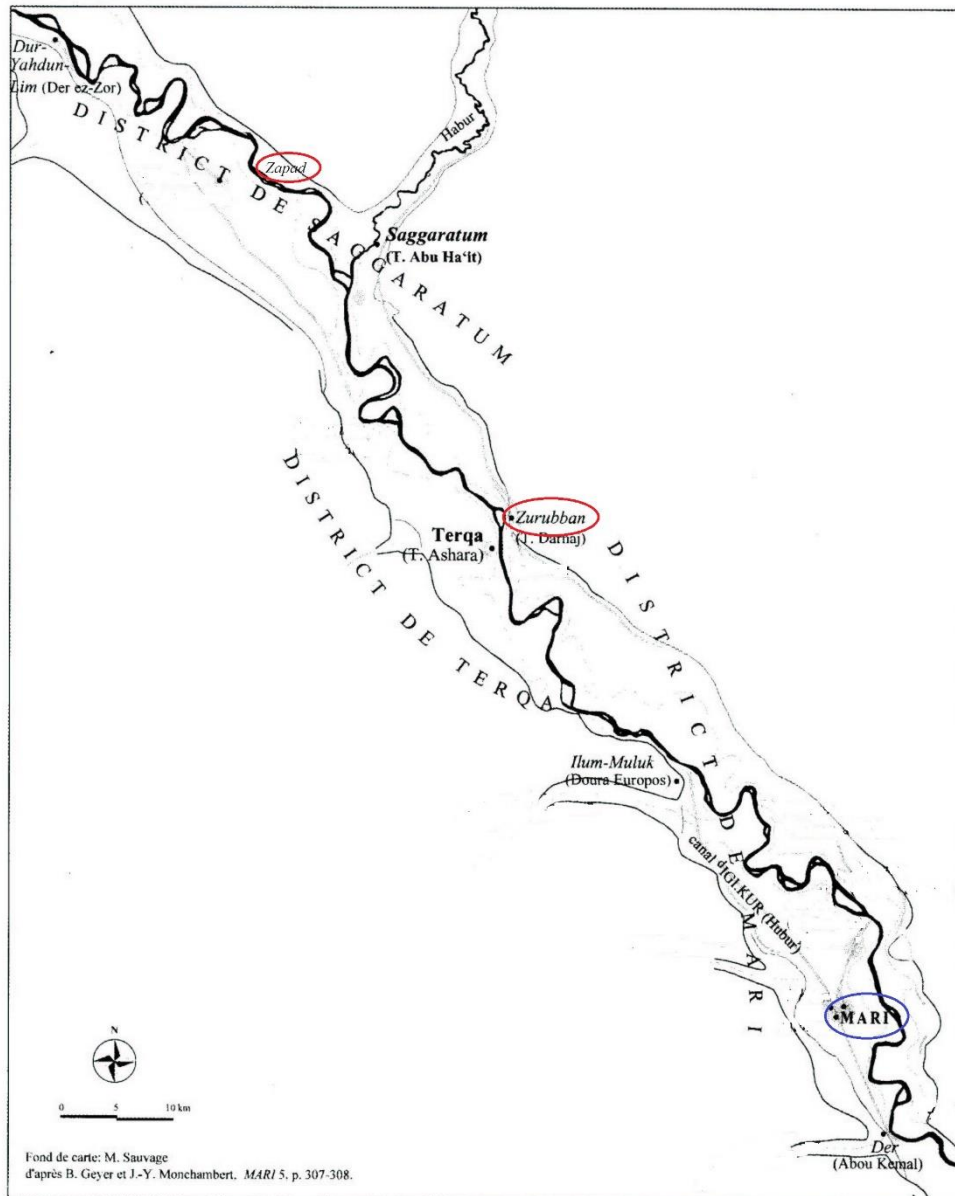 Dur-
Yahdun-
Lim (Der ez-Zor)
DISTRICT DE SAGGARATUM
Habur
Zapad
Saggaratum
(T. Abu Ha‘it)
Zurubban
(T. Darnaj)
Terqa
(T. Ashara)
DISTRICT DE TERQA
DISTRICT DE MARI
Ilum-Muluk
(Doura Europos)
canal ᵈIGI.KUR (Hubur)
MARI
N
0 5 10 km
Der
(Abou Kemal)
Fond de carte: M. Sauvage
d'après B. Geyer et J.-Y. Monchambert, MARI 5, p. 307-308.